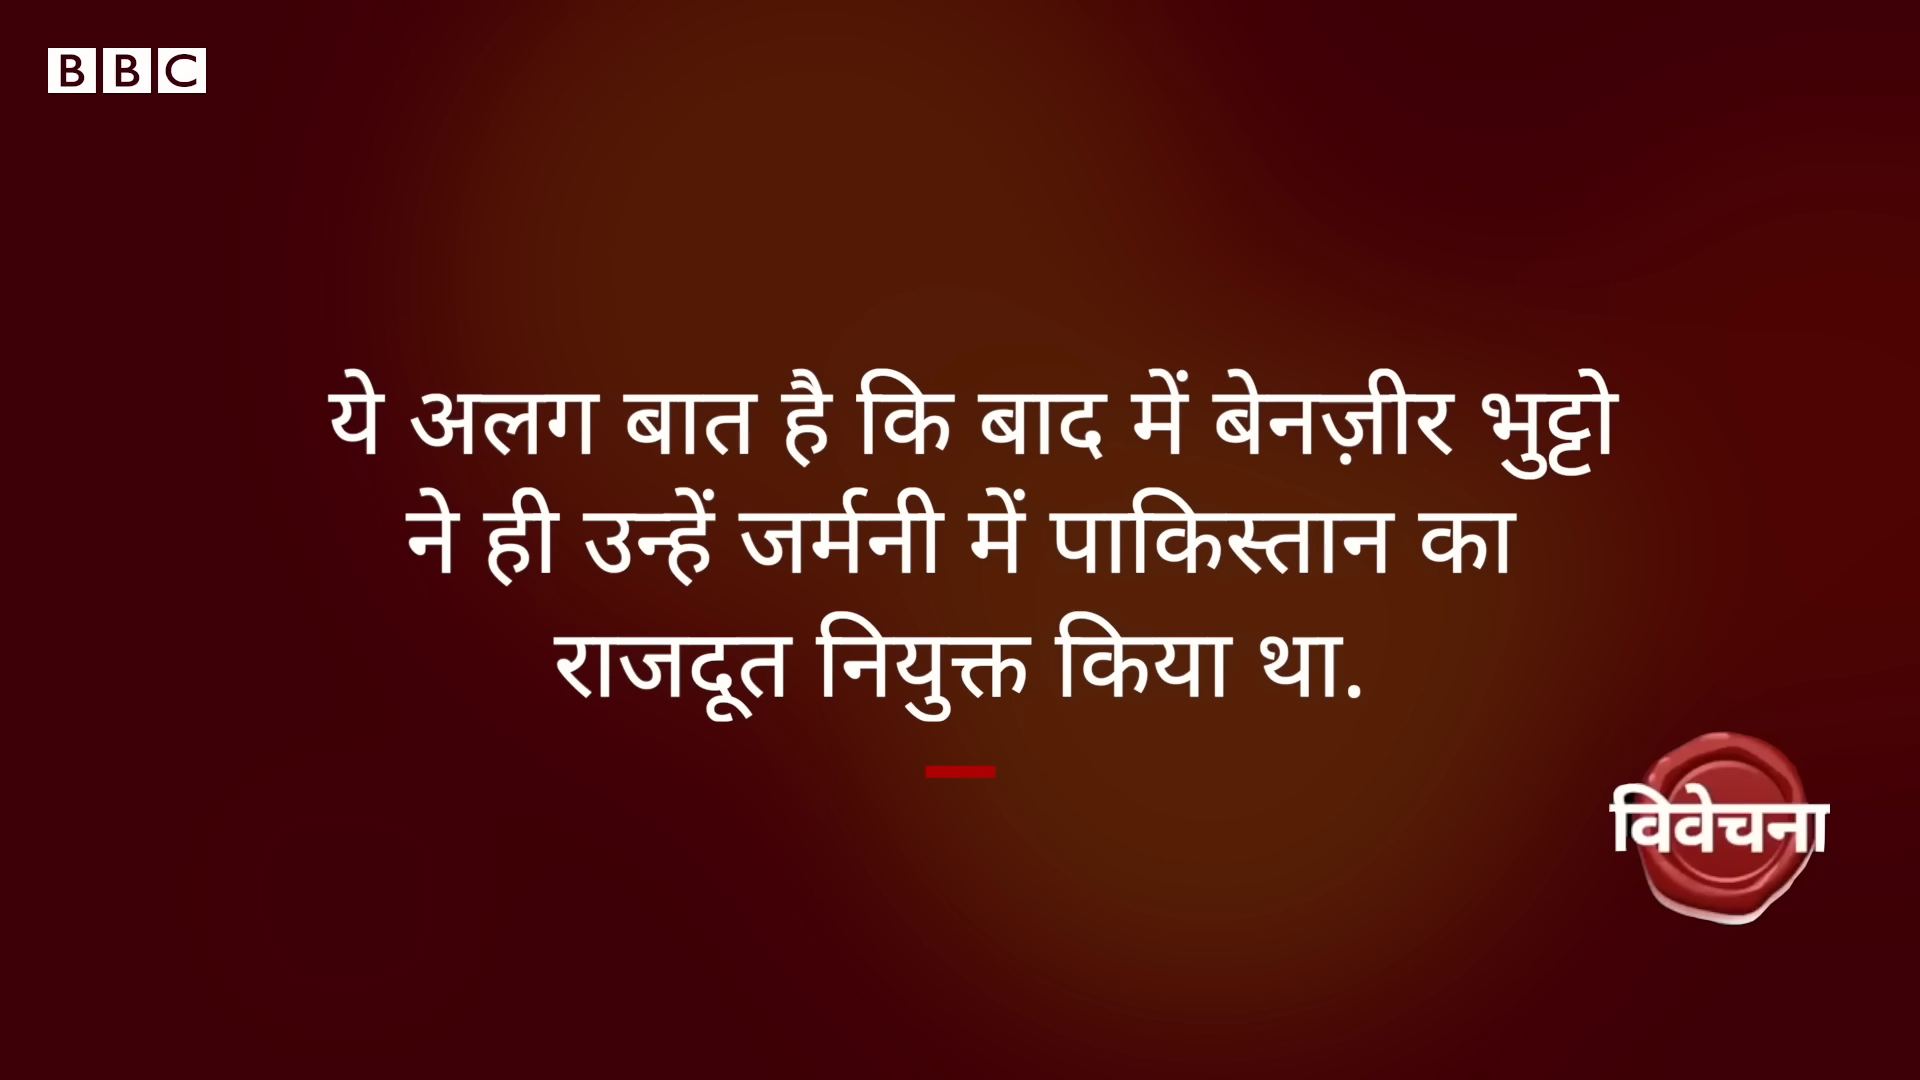 BBC
ये अलग बात है कि बाद में बेनज़ीर भुट्टो
ने ही उन्हें जर्मनी में पाकिस्तान का
राजदूत नियुक्त किया था.
विवेचना